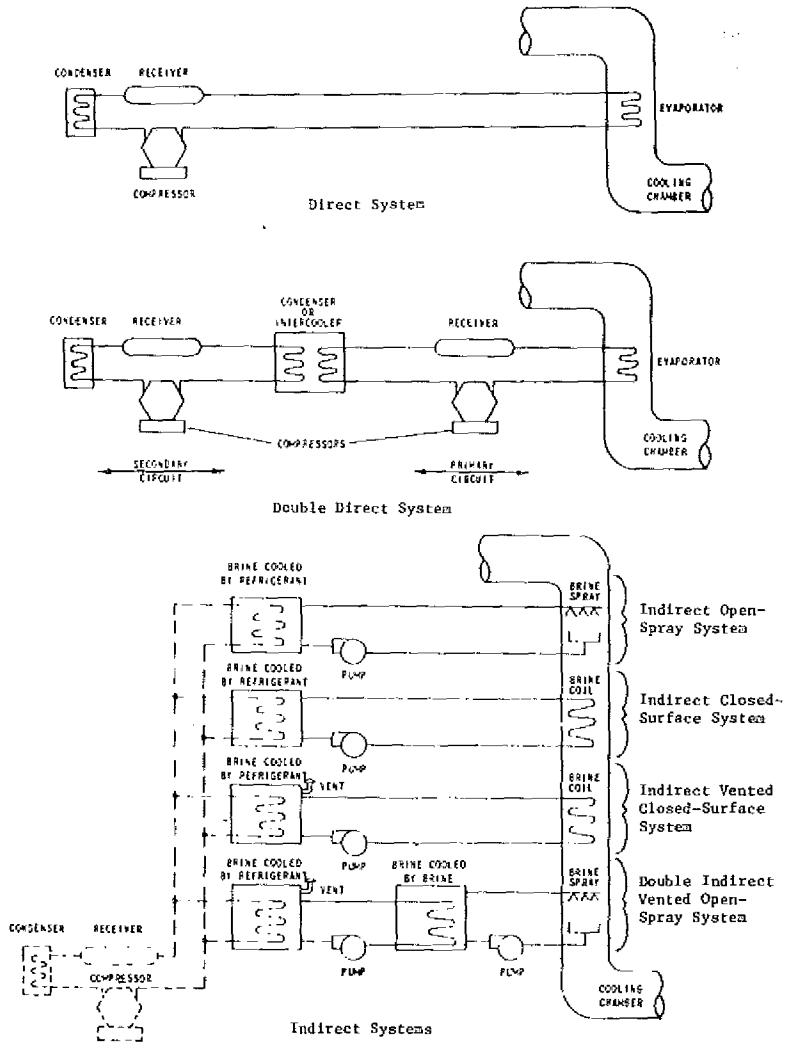 CONDENSER
RECEIVER
EVAPORATOR
COOLING
CHAMBER
COMPRESSOR
Direct System
CONDENSER
RECEIVER
CONDENSER
OR
INTERCOOLER
RECEIVER
EVAPORATOR
COMPRESSORS
COOLING
CHAMBER
SECONDARY
CIRCUIT
PRIMARY
CIRCUIT
Double Direct System
BRINE COOLED
BY REFRIGERANT
BRINE
SPRAY
Indirect Open-
Spray System
PUMP
BRINE COOLED
BY REFRIGERANT
BRINE
COIL
Indirect Closed-
Surface System
PUMP
BRINE COOLED
BY REFRIGERANT
VENT
BRINE
COIL
Indirect Vented
Closed-Surface
System
PUMP
BRINE COOLED
BY REFRIGERANT
VENT
BRINE COOLED
BY BRINE
BRINE
SPRAY
Double Indirect
Vented Open-
Spray System
PUMP
PUMP
CONDENSER
RECEIVER
COMPRESSOR
COOLING
CHAMBER
Indirect Systems